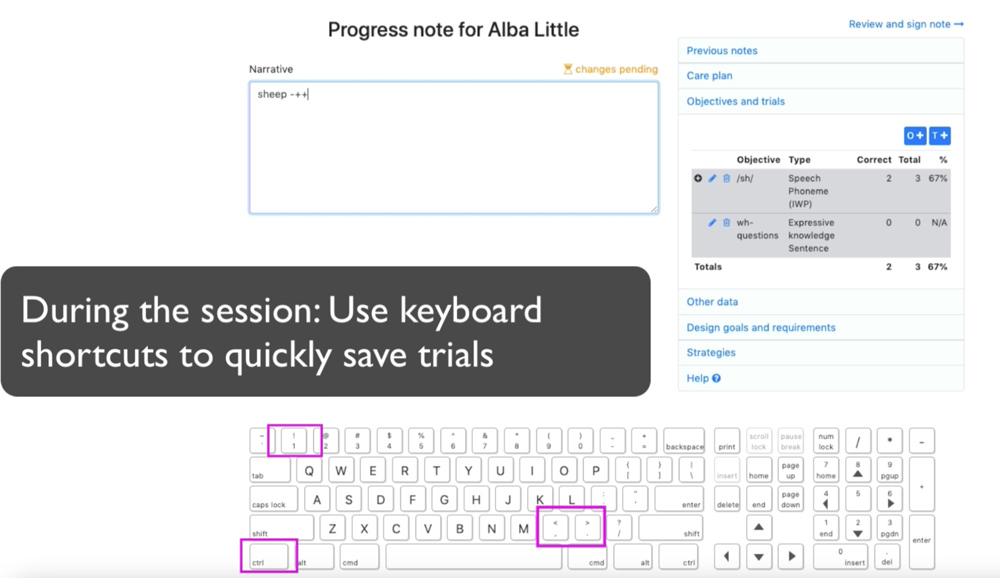 Review and sign note →
Progress note for Alba Little
Narrative
changes pending
sheep -++
Previous notes
Care plan
Objectives and trials
O+ T+
Objective Type Correct Total %
/sh/ Speech Phoneme (IWP) 2 3 67%
wh-questions Expressive knowledge Sentence 0 0 N/A
Totals 2 3 67%
Other data
Design goals and requirements
Strategies
Help ?
During the session: Use keyboard
shortcuts to quickly save trials
~ ! @ # $ % ^ & * ( ) _ +
` 1 2 3 4 5 6 7 8 9 0 - = backspace
print scroll lock pause break num lock / * -
tab Q W E R T Y U I O P { [ } ] | \
insert home page up 7 home 8 9 pgup +
caps lock A S D F G H J K L : ; " ' enter
delete end page down 4 5 6
shift Z X C V B N M < , > . ? / shift
1 end 2 3 pgdn enter
ctrl alt cmd cmd alt ctrl
0 insert . del